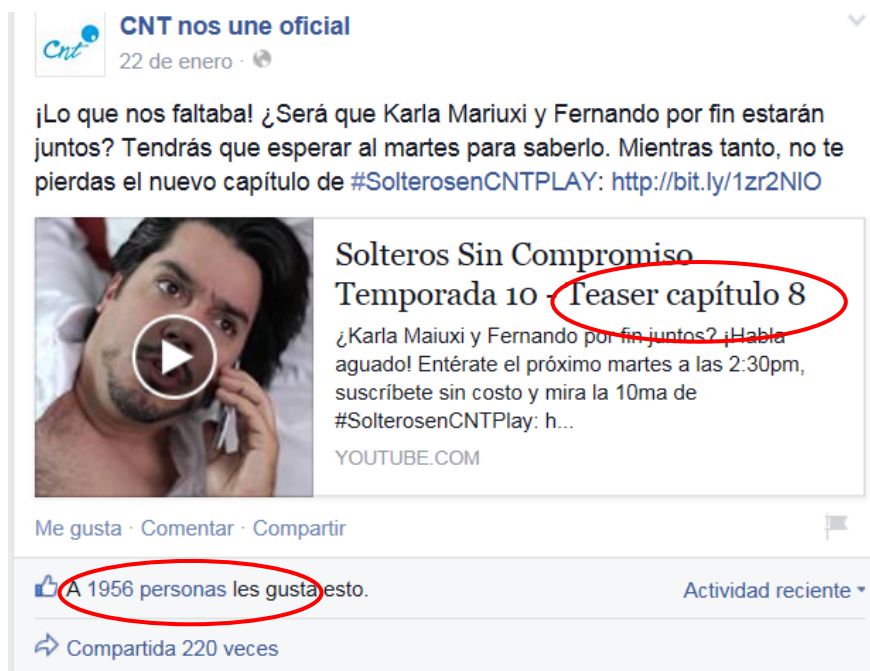 Cnt
CNT nos une oficial
22 de enero ·
¡Lo que nos faltaba! ¿Será que Karla Mariuxi y Fernando por fin estarán
juntos? Tendrás que esperar al martes para saberlo. Mientras tanto, no te
pierdas el nuevo capítulo de #SolterosenCNTPLAY: http://bit.ly/1zr2NIO
Solteros Sin Compromiso
Temporada 10 - Teaser capítulo 8
¿Karla Maiuxi y Fernando por fin juntos? ¡Habla
aguado! Entérate el próximo martes a las 2:30pm,
suscríbete sin costo y mira la 10ma de
#SolterosenCNTPlay: h...
YOUTUBE.COM
Me gusta · Comentar · Compartir
A 1956 personas les gusta esto.
Actividad reciente
Compartida 220 veces